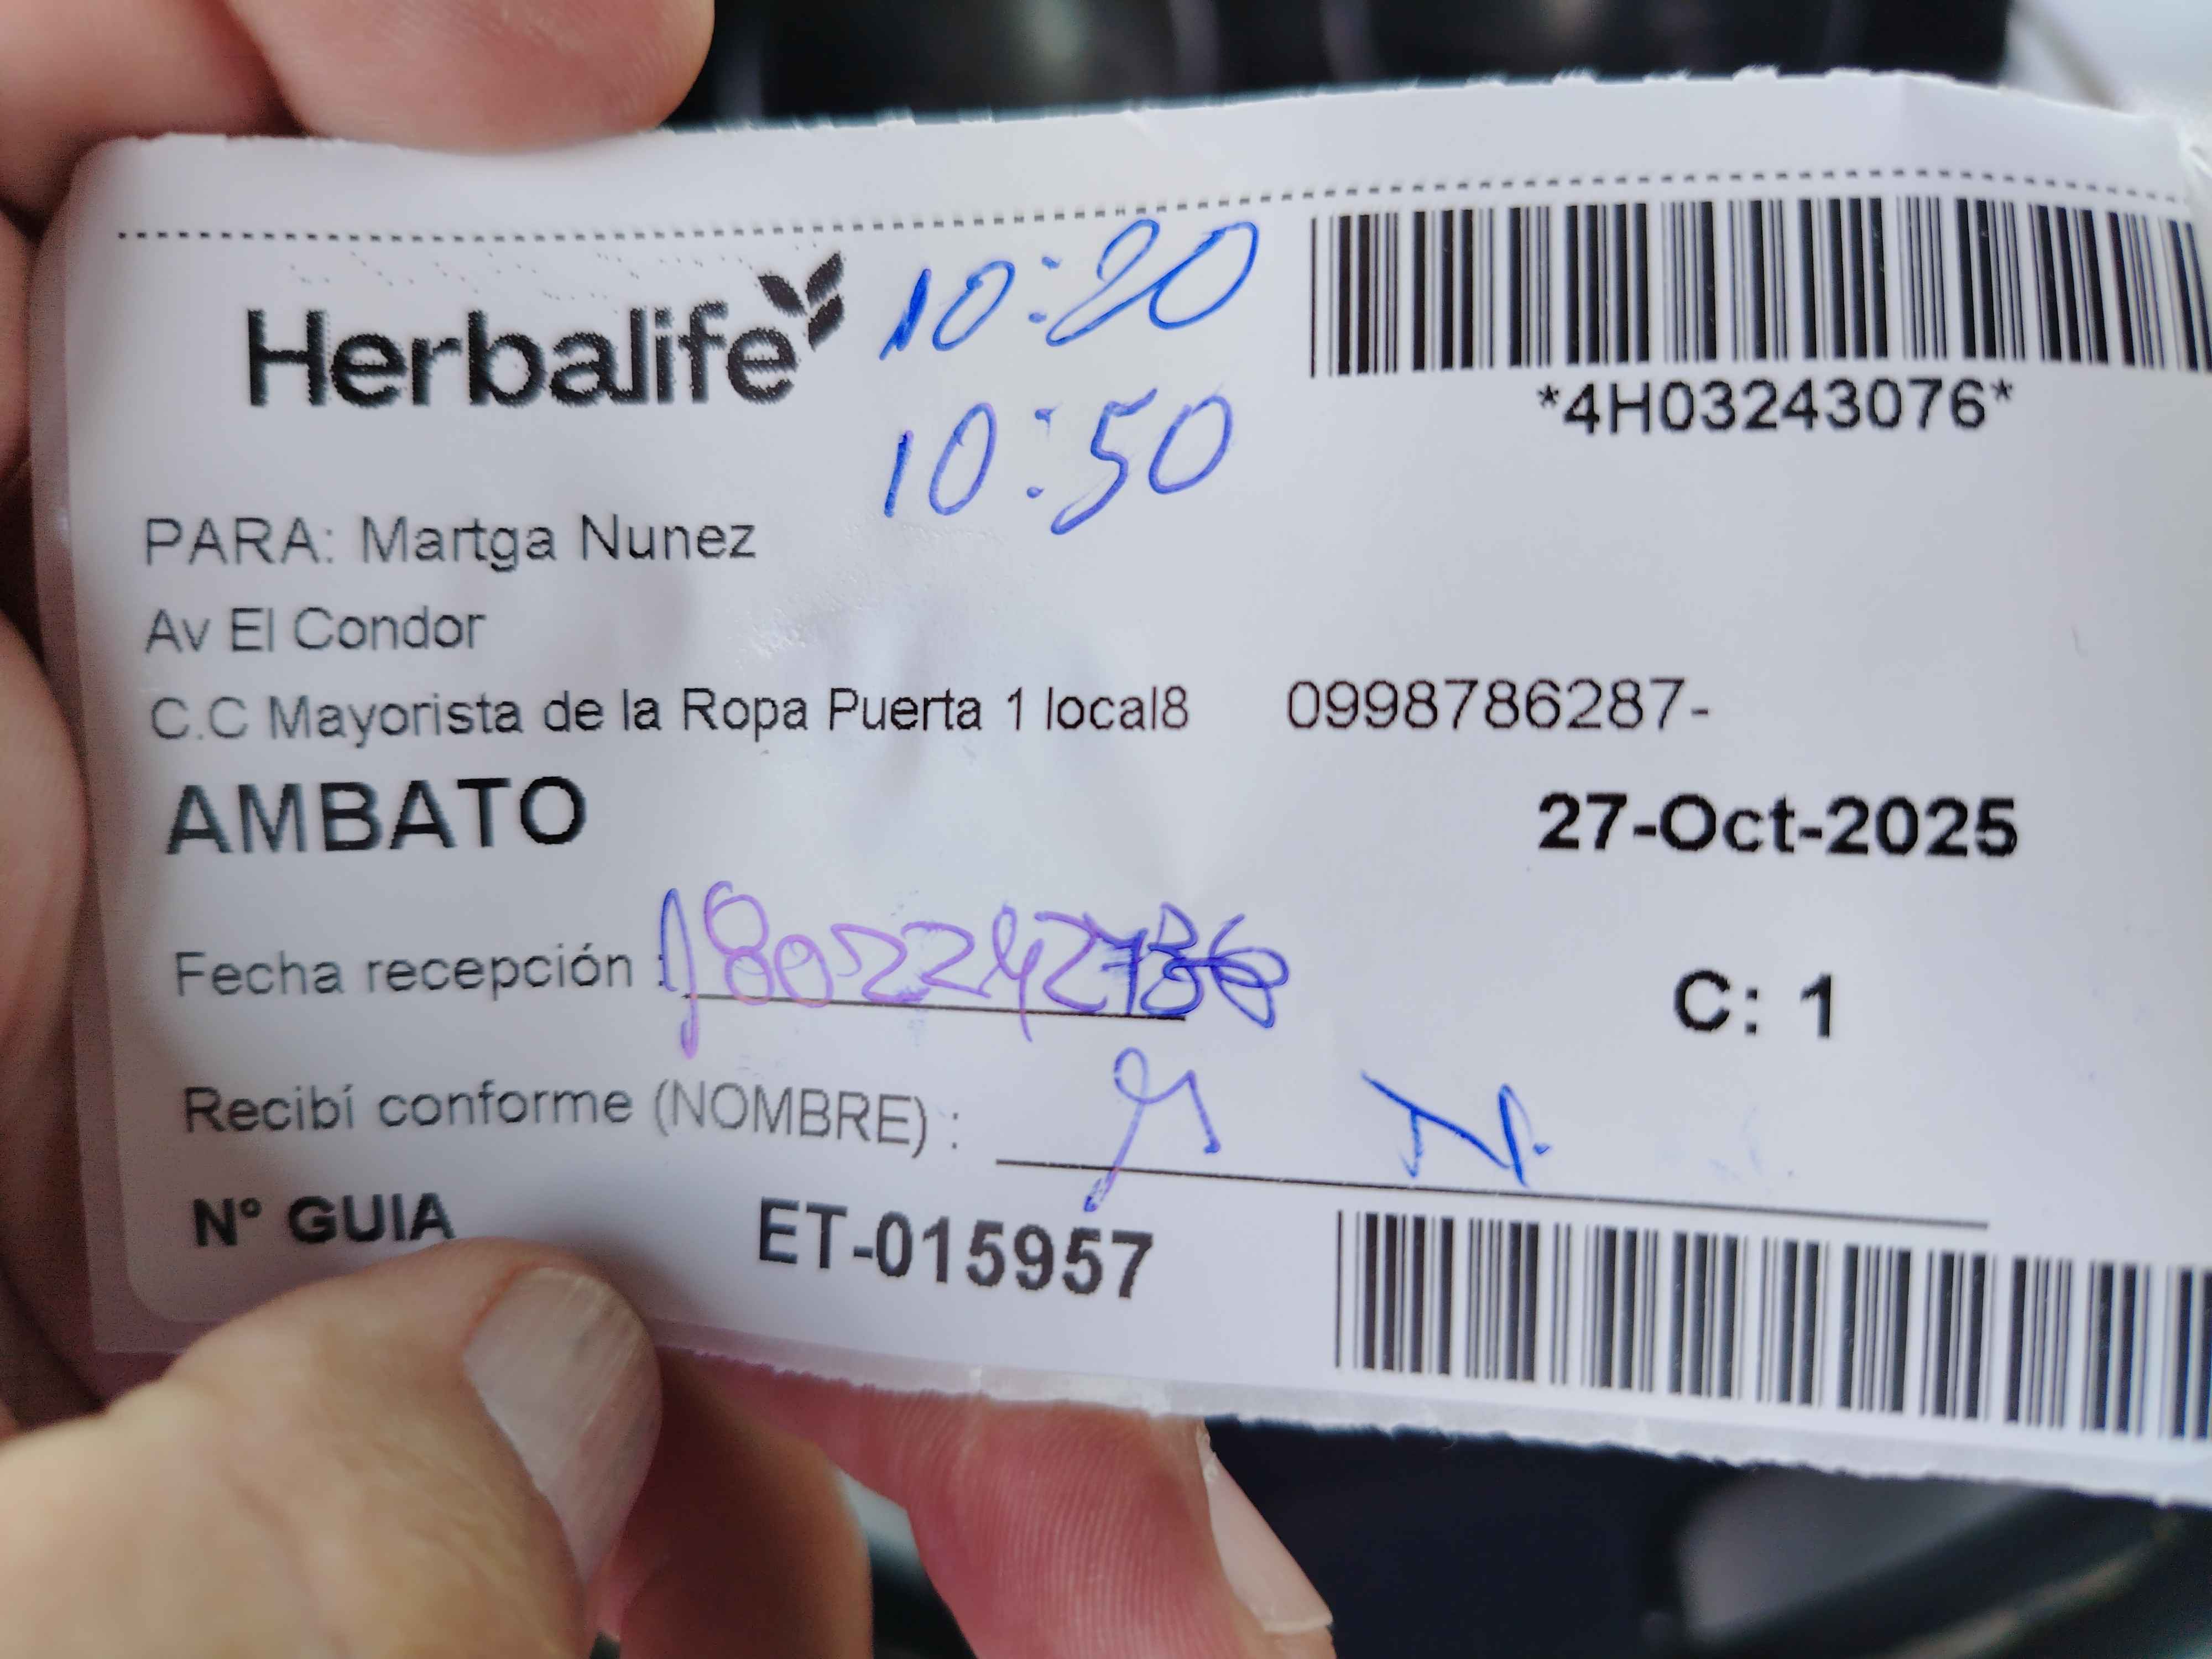 Herbalife
10:20
10:50
*4H03243076*
PARA: Martga Nunez
Av El Condor
C.C Mayorista de la Ropa Puerta 1 local8 0998786287-
AMBATO
27-Oct-2025
Fecha recepción :
C: 1
Recibí conforme (NOMBRE) : N.
Nº GUIA ET-015957